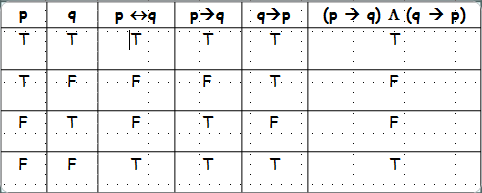 p q p ↔q p→q q→p (p → q) Λ (q → p)
T T T T T T
T F F F T F
F T F T F F
F F T T T T